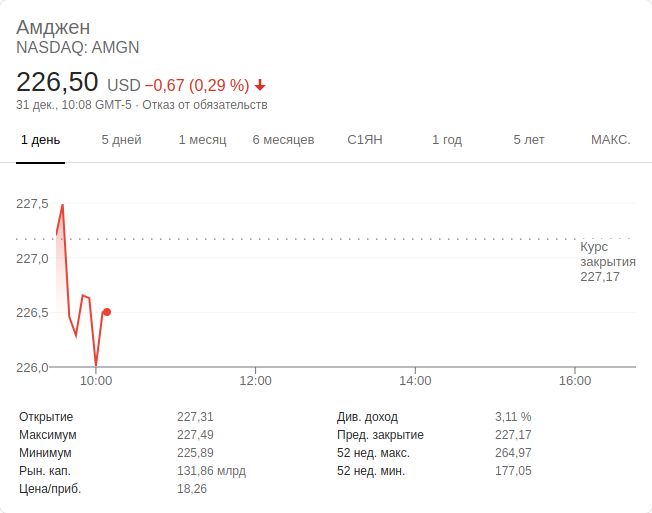 Амджен
NASDAQ: AMGN
226,50 USD −0,67 (0,29 %)
31 дек., 10:08 GMT-5 · Отказ от обязательств
1 день 5 дней 1 месяц 6 месяцев С1ЯН 1 год 5 лет МАКС.
227,5
Курс
закрытия
227,17
227,0
226,5
226,0
10:00 12:00 14:00 16:00
Открытие 227,31 Див. доход 3,11 %
Максимум 227,49 Пред. закрытие 227,17
Минимум 225,89 52 нед. макс. 264,97
Рын. кап. 131,86 млрд 52 нед. мин. 177,05
Цена/приб. 18,26